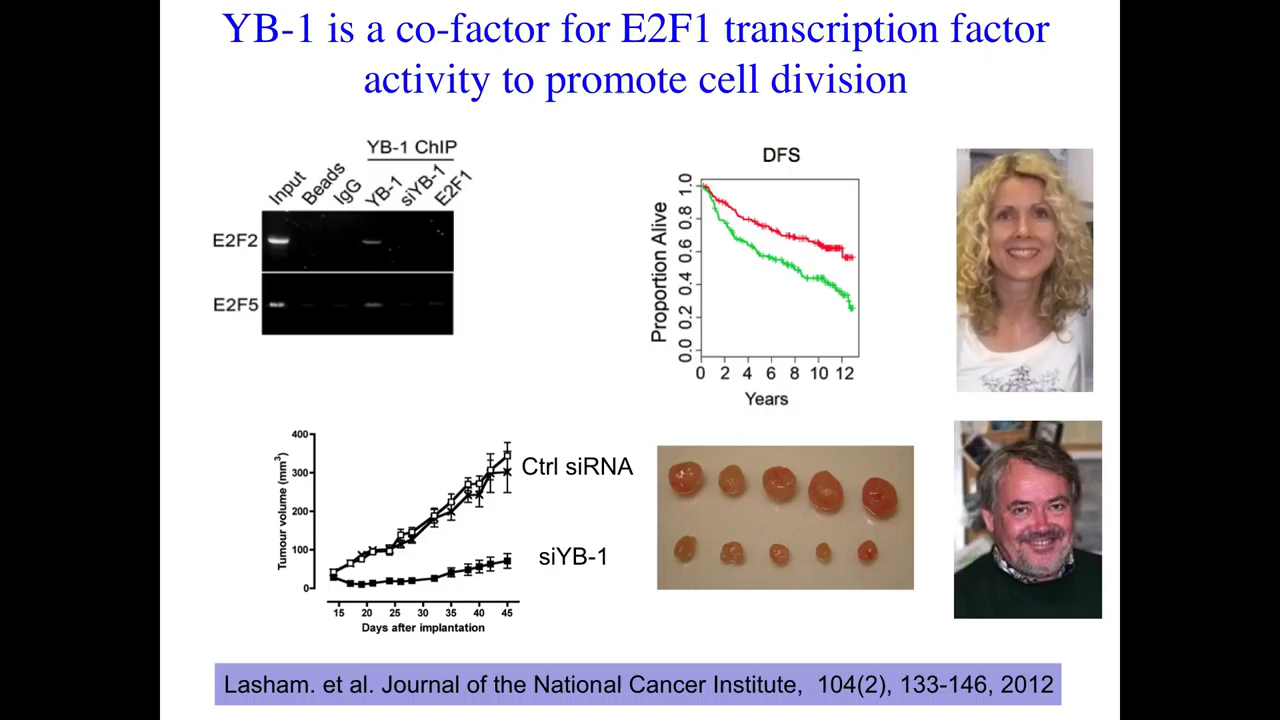 YB-1 is a co-factor for E2F1 transcription factor
activity to promote cell division
YB-1 ChIP
Input
Beads
IgG
YB-1
siYB-1
E2F1
E2F2
E2F5
DFS
Proportion Alive
1.0
0.8
0.6
0.4
0.2
0.0
0 2 4 6 8 10 12
Years
Tumour volume (mm³)
400
300
200
100
0
15 20 25 30 35 40 45
Days after implantation
Ctrl siRNA
siYB-1
Lasham. et al. Journal of the National Cancer Institute, 104(2), 133-146, 2012